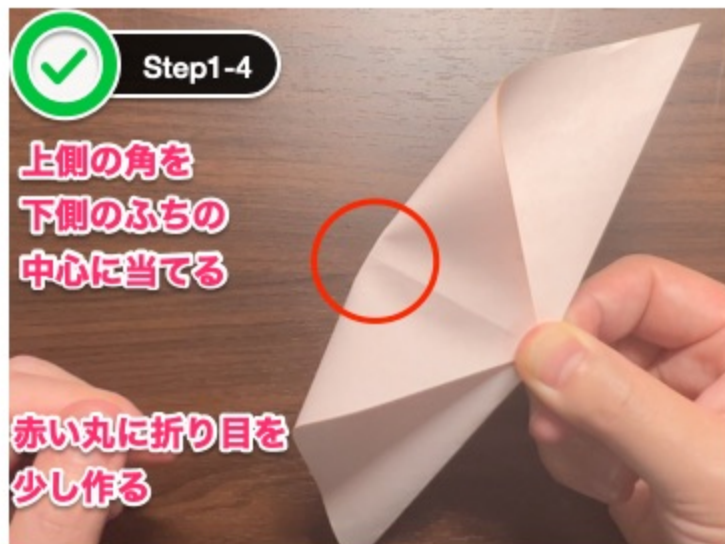 Step1-4
上側の角を
下側のふちの
中心に当てる
赤い丸に折り目を
少し作る